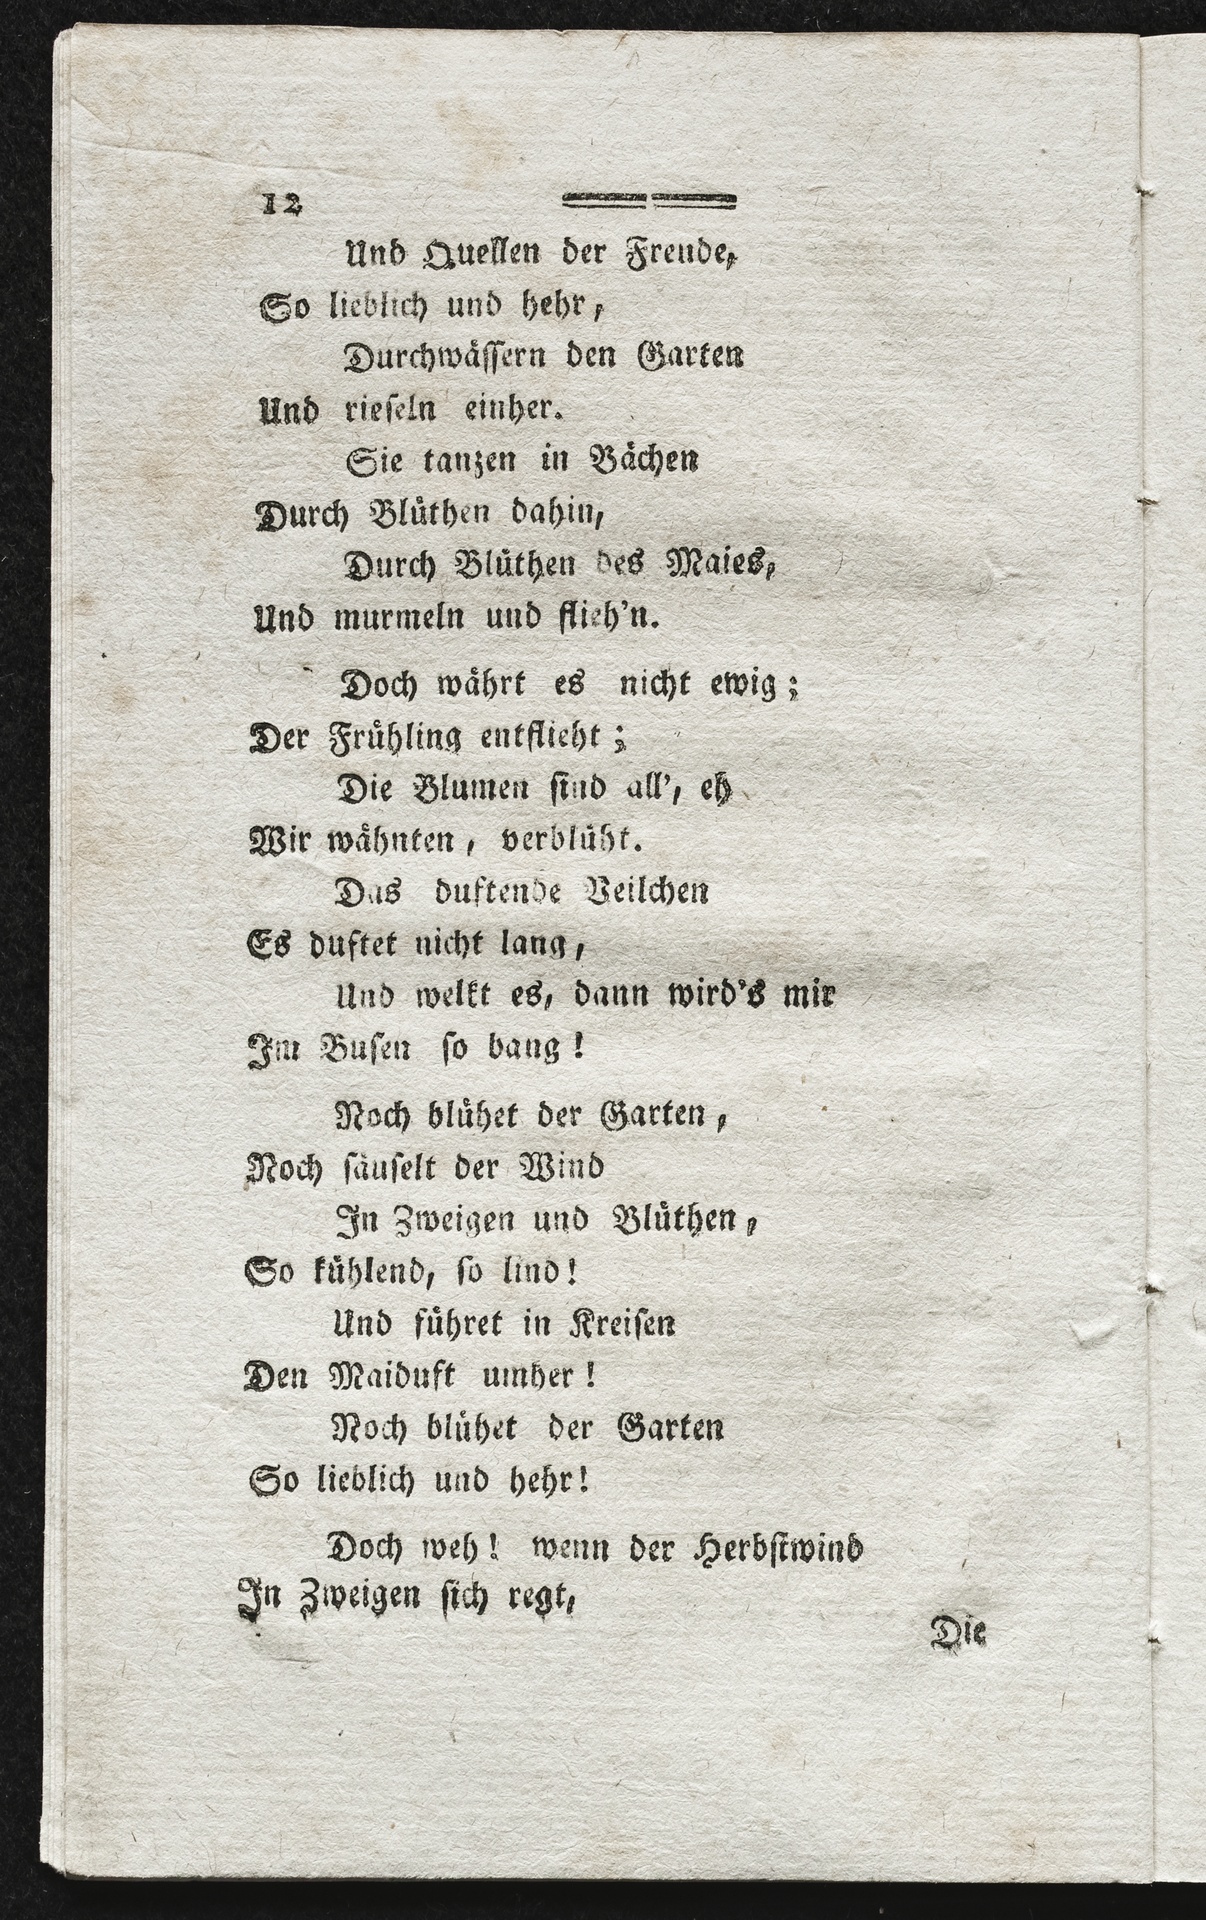 12
Und Quellen der Freude,
So lieblich und hehr,
Durchwäſſern den Garten
Und rieſeln einher.
Sie tanzen in Bächen
Durch Blüthen dahin,
Durch Blüthen des Maies,
Und murmeln und flieh'n.
Doch währt es nicht ewig;
Der Frühling entflieht;
Die Blumen ſind all', eh
Wir wähnten, verblüht.
Das duftende Veilchen
Es duftet nicht lang,
Und welkt es, dann wird's mir
Im Buſen ſo bang!
Noch blühet der Garten,
Noch ſäuſelt der Wind
In Zweigen und Blüthen,
So kühlend, ſo lind!
Und führet in Kreiſen
Den Maiduft umher!
Noch blühet der Garten
So lieblich und hehr!
Doch weh! wenn der Herbſtwind
In Zweigen ſich regt,
Die